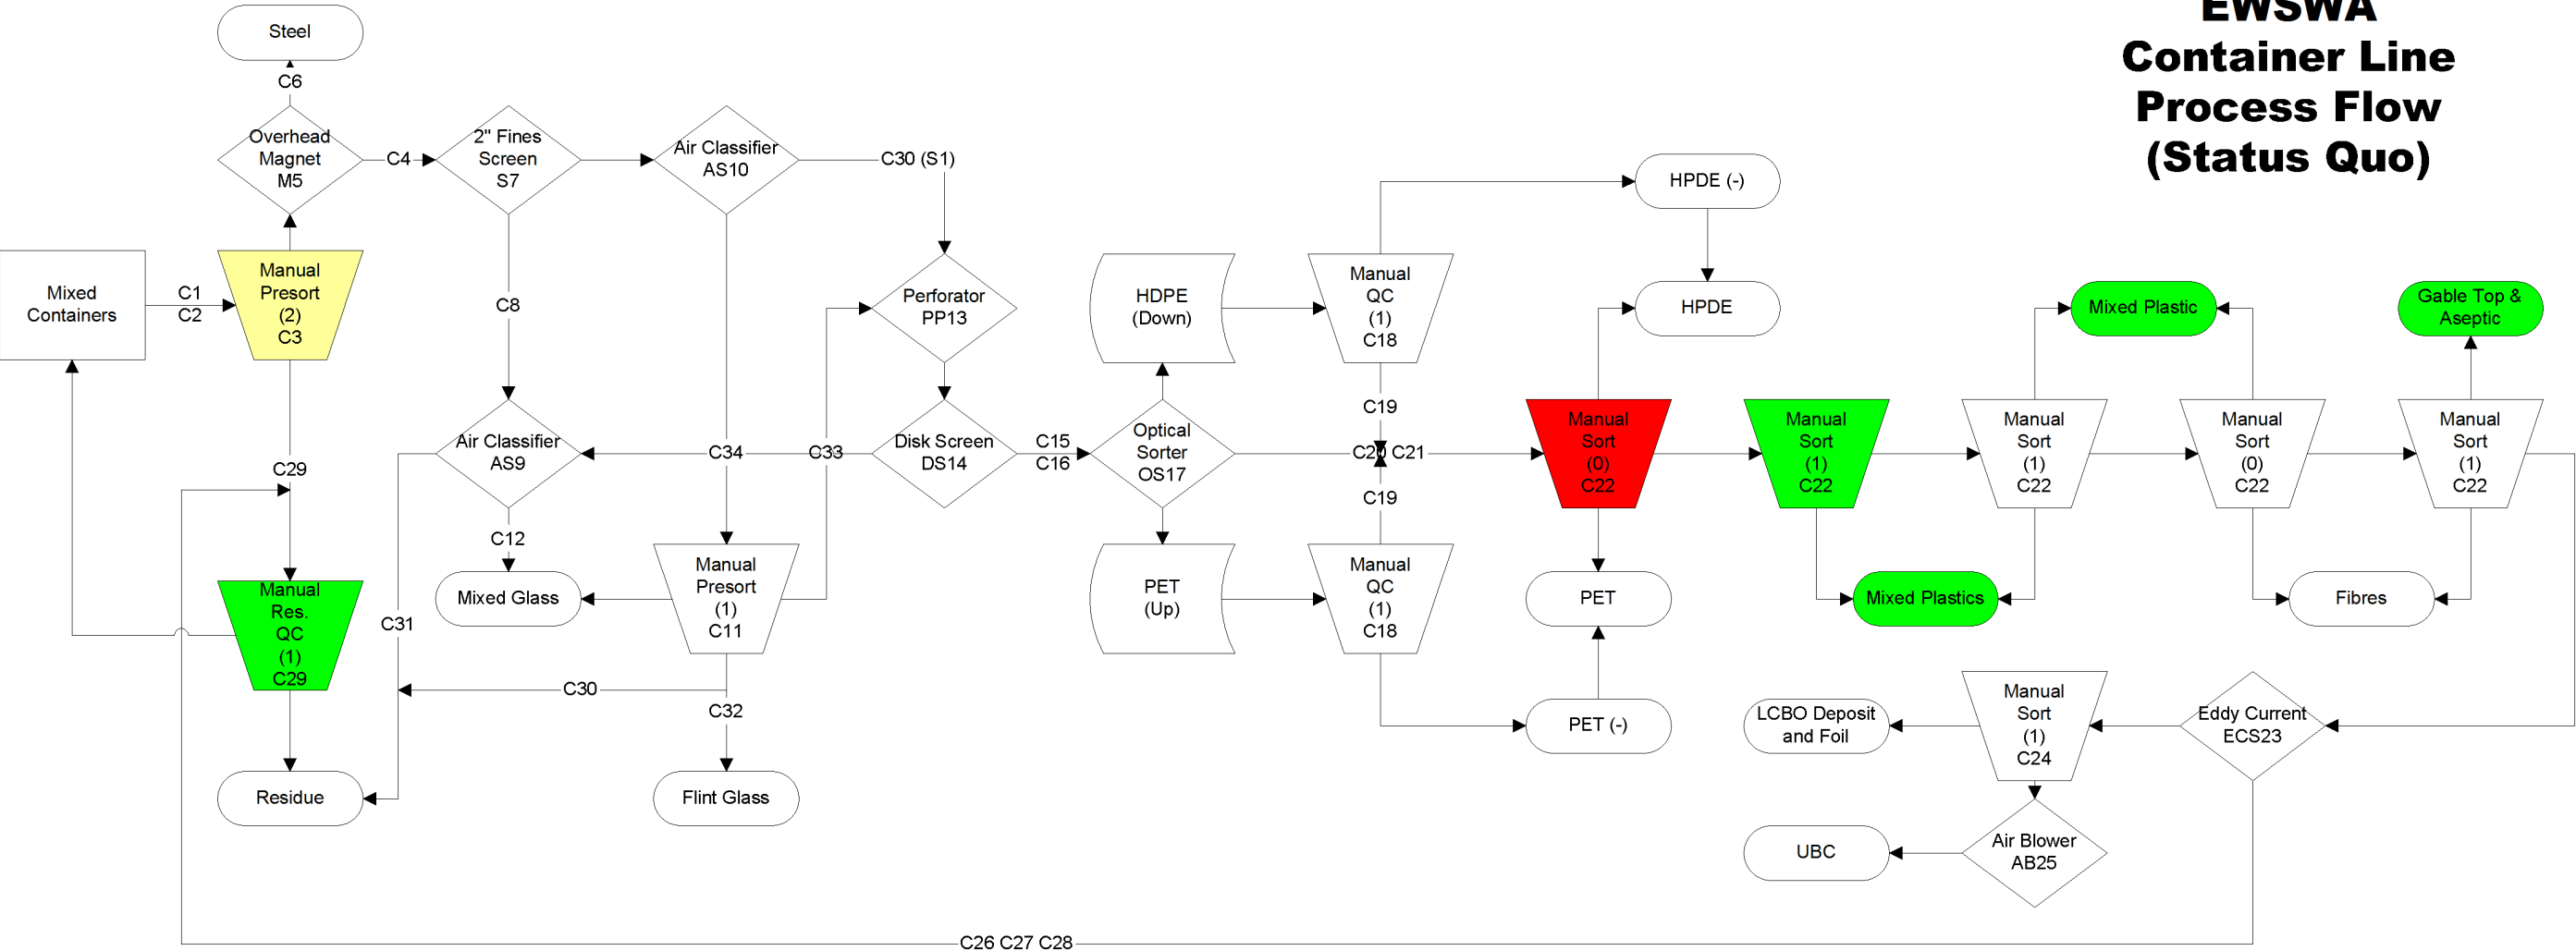 EWSWA
Container Line
Process Flow
(Status Quo)
Steel
C6
Overhead
Magnet
M5
C4
2" Fines
Screen
S7
Air Classifier
AS10
C30 (S1)
HPDE (-)
Mixed
Containers
C1
C2
Manual
Presort
(2)
C3
C8
Perforator
PP13
HDPE
(Down)
Manual
QC
(1)
C18
HPDE
Mixed Plastic
Gable Top &
Aseptic
C29
Air Classifier
AS9
C34
C33
Disk Screen
DS14
C15
C16
Optical
Sorter
OS17
C19
C20 C21
C19
Manual
Sort
(0)
C22
Manual
Sort
(1)
C22
Manual
Sort
(1)
C22
Manual
Sort
(0)
C22
Manual
Sort
(1)
C22
Manual
Res.
QC
(1)
C29
C31
C12
Mixed Glass
Manual
Presort
(1)
C11
PET
(Up)
Manual
QC
(1)
C18
PET
Mixed Plastics
Fibres
C30
C32
PET (-)
LCBO Deposit
and Foil
Manual
Sort
(1)
C24
Eddy Current
ECS23
Residue
Flint Glass
UBC
Air Blower
AB25
C26 C27 C28